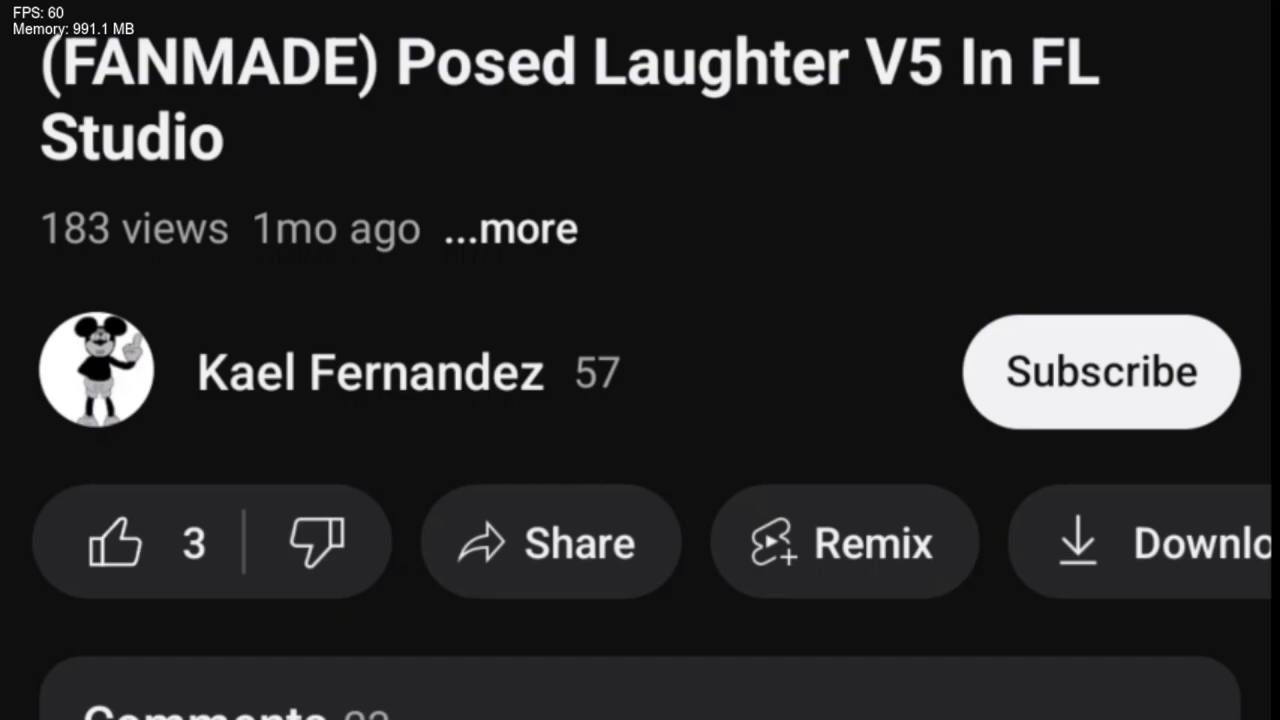 FPS: 60
Memory: 991.1 MB
(FANMADE) Posed Laughter V5 In FL
Studio
183 views 1mo ago ...more
Kael Fernandez 57
Subscribe
3
Share
Remix
Downlo
Comments